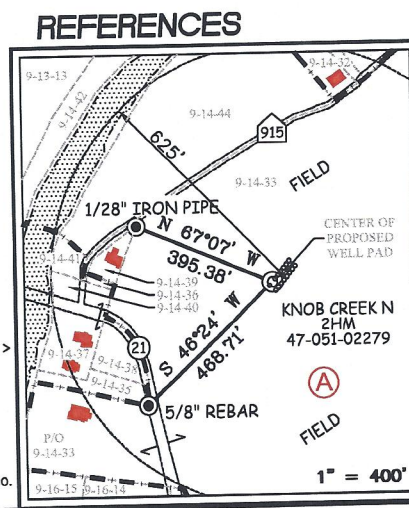 REFERENCES
9-13-13
9-14-42
9-14-32
9-14-44
915
625'
9-14-33
FIELD
1/28" IRON PIPE
N 67°07' W
395.38'
CENTER OF
PROPOSED
WELL PAD
9-14-41
9-14-39
9-14-36
9-14-40
S 46°24' W
468.71'
KNOB CREEK N
2HM
47-051-02279
21
9-14-37
9-14-38
9-14-35
A
5/8" REBAR
FIELD
P/O
9-14-33
9-16-15
9-16-14
1" = 400'
o.